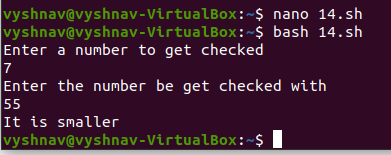 vyshnav@vyshnav-VirtualBox:~$ nano 14.sh
vyshnav@vyshnav-VirtualBox:~$ bash 14.sh
Enter a number to get checked
7
Enter the number be get checked with
55
It is smaller
vyshnav@vyshnav-VirtualBox:~$